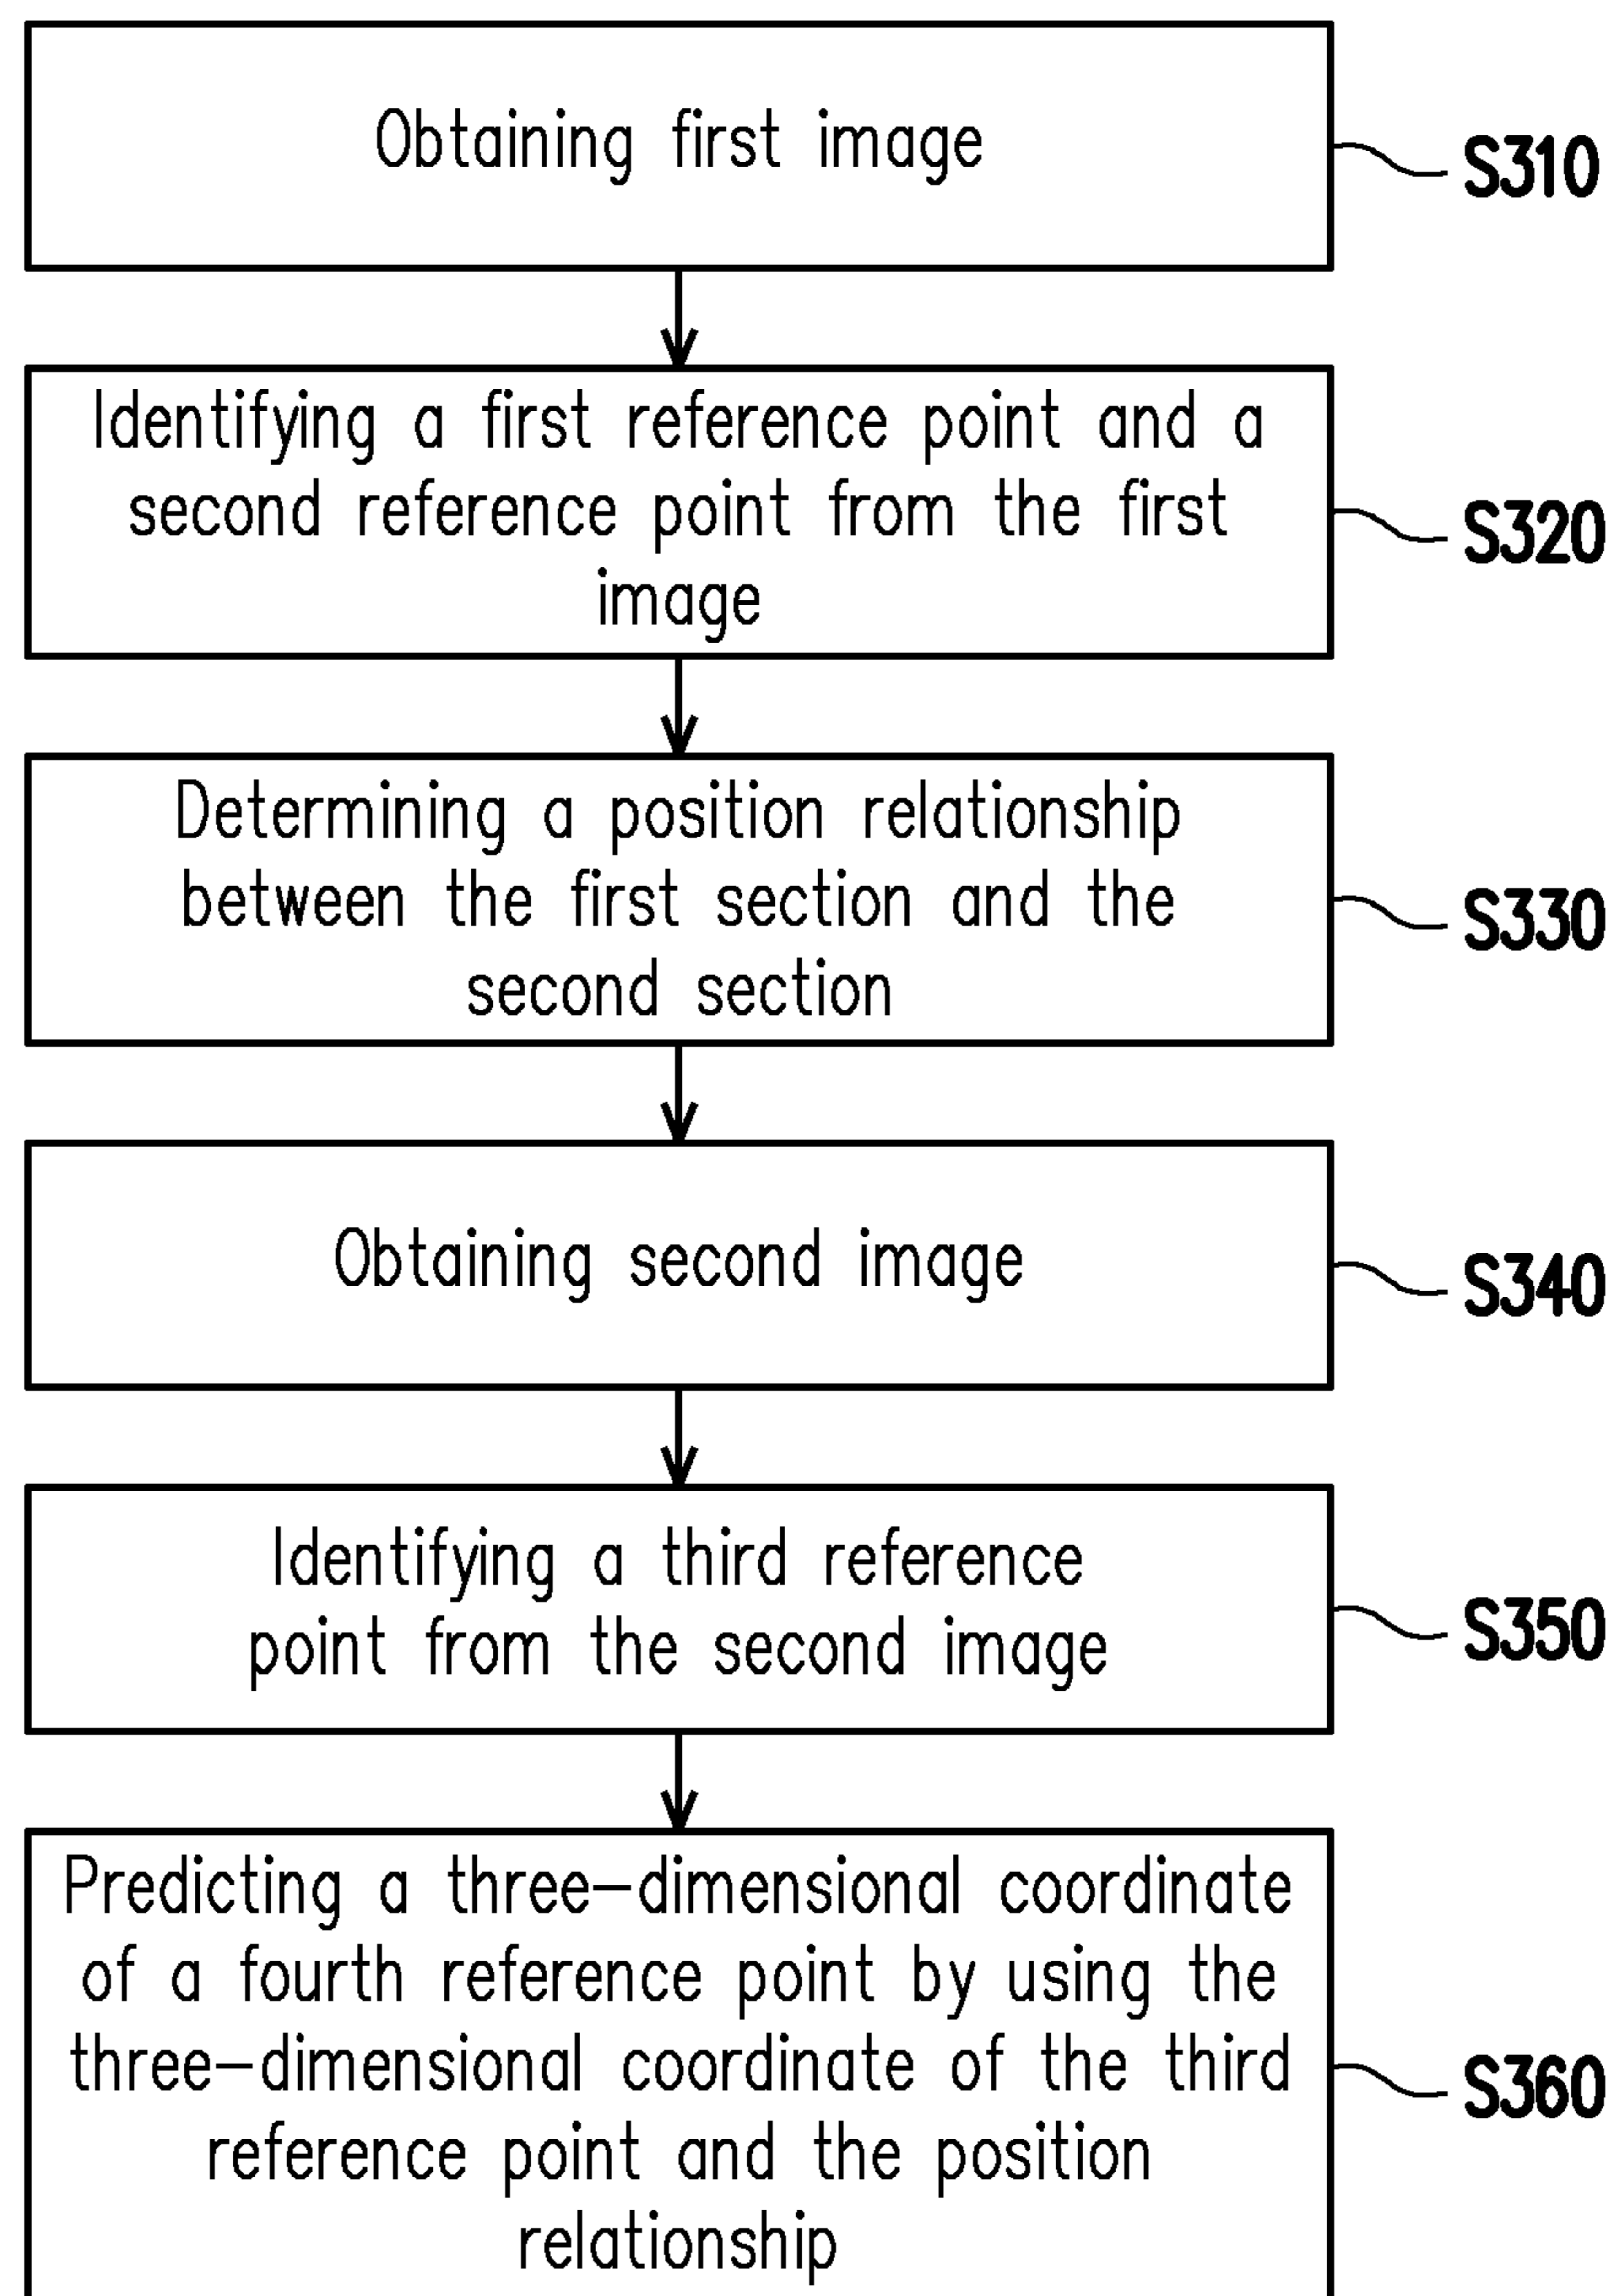 Obtaining first image
S310
Identifying a first reference point and a
second reference point from the first
image
S320
Determining a position relationship
between the first section and the
second section
S330
Obtaining second image
S340
Identifying a third reference
point from the second image
S350
Predicting a three-dimensional coordinate
of a fourth reference point by using the
three-dimensional coordinate of the third
reference point and the position
relationship
S360